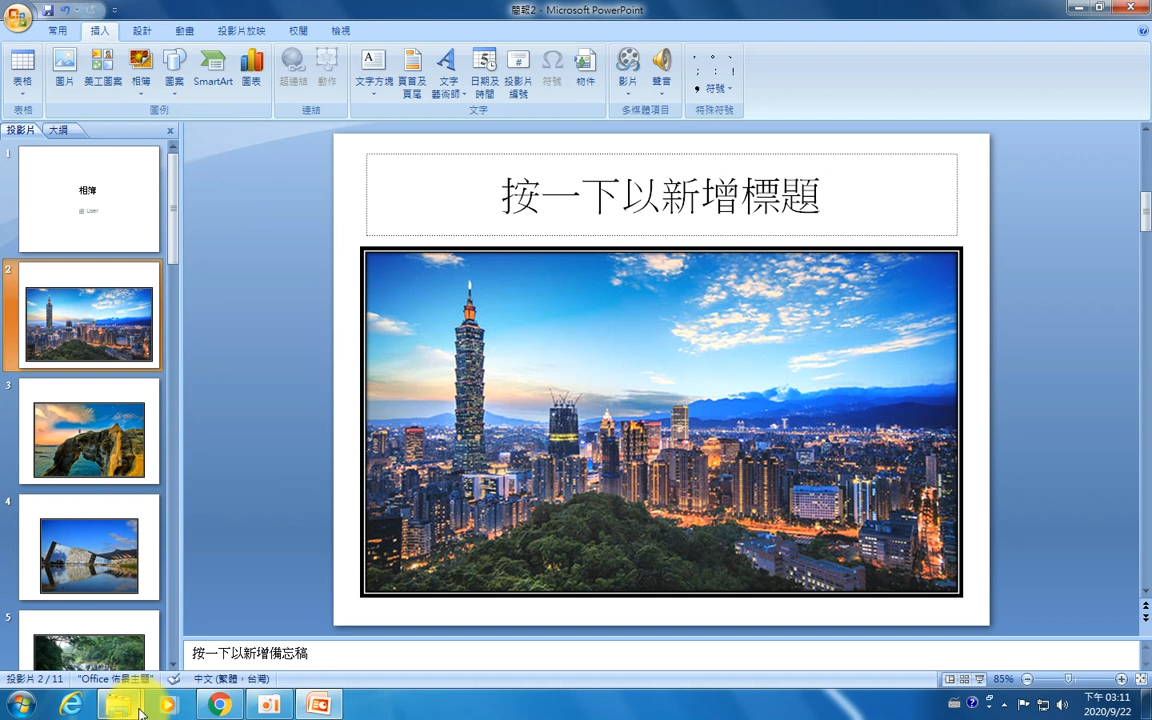 簡報2 - Microsoft PowerPoint
常用 插入 設計 動畫 投影片放映 校閱 檢視
表格 圖片 美工圖案 相簿 圖案 SmartArt 圖表 超連結 動作 文字方塊 頁首及頁尾 文字藝術師 日期及時間 投影片編號 符號 物件 影片 聲音 符號
表格 圖例 連結 文字 多媒體項目 特殊符號
投影片 大綱
1
相簿
由 user
2
3
4
5
按一下以新增標題
按一下以新增備忘稿
投影片 2 / 11 "Office 佈景主題" 中文 (繁體，台灣) 85%
下午 03:11
2020/9/22